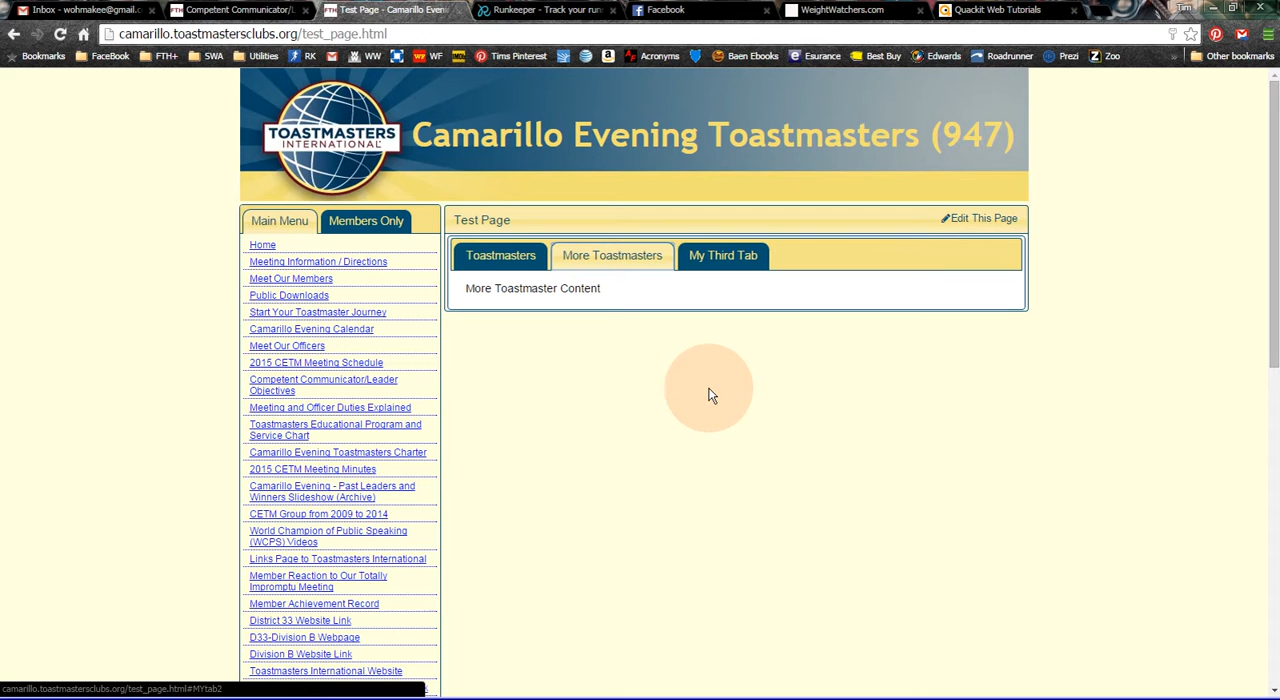 Inbox - wohmakee@gmail.c
Competent Communicator/L
Test Page - Camarillo Eveni
Runkeeper - Track your run
Facebook
WeightWatchers.com
Quackit Web Tutorials
Tim
camarillo.toastmastersclubs.org/test_page.html
Bookmarks
FaceBook
FTH+
SWA
Utilities
RK
WW
WF
Tims Pinterest
Acronyms
Baen Ebooks
Esurance
Best Buy
Edwards
Roadrunner
Prezi
Zoo
Other bookmarks
TOASTMASTERS
INTERNATIONAL
Camarillo Evening Toastmasters (947)
Main Menu
Members Only
Test Page
Edit This Page
Toastmasters
More Toastmasters
My Third Tab
More Toastmaster Content
Home
Meeting Information / Directions
Meet Our Members
Public Downloads
Start Your Toastmaster Journey
Camarillo Evening Calendar
Meet Our Officers
2015 CETM Meeting Schedule
Competent Communicator/Leader
Objectives
Meeting and Officer Duties Explained
Toastmasters Educational Program and
Service Chart
Camarillo Evening Toastmasters Charter
2015 CETM Meeting Minutes
Camarillo Evening - Past Leaders and
Winners Slideshow (Archive)
CETM Group from 2009 to 2014
World Champion of Public Speaking
(WCPS) Videos
Links Page to Toastmasters International
Member Reaction to Our Totally
Impromptu Meeting
Member Achievement Record
District 33 Website Link
D33-Division B Webpage
Division B Website Link
Toastmasters International Website
camarillo.toastmastersclubs.org/test_page.html#MYtab2